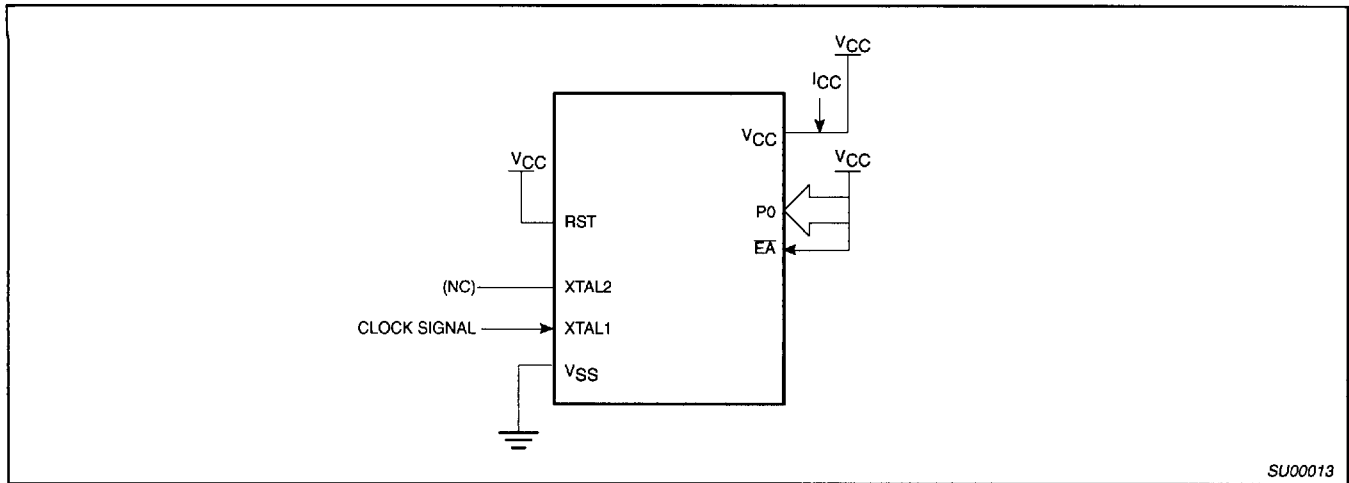 VCC
ICC
VCC
VCC
VCC
RST
P0
EA
(NC)
XTAL2
CLOCK SIGNAL
XTAL1
VSS
SU00013